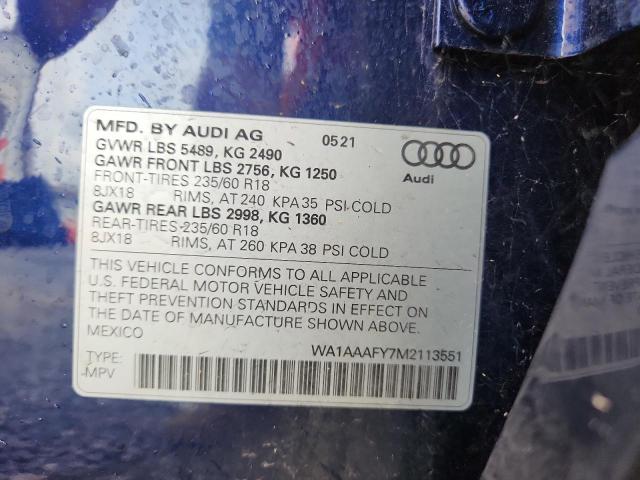 MFD. BY AUDI AG 0521
GVWR LBS 5489, KG 2490
GAWR FRONT LBS 2756, KG 1250
FRONT-TIRES 235/60 R18
8JX18 RIMS, AT 240 KPA 35 PSI COLD
GAWR REAR LBS 2998, KG 1360
REAR-TIRES-235/60 R18
8JX18 RIMS, AT 260 KPA 38 PSI COLD
Audi
THIS VEHICLE CONFORMS TO ALL APPLICABLE
U.S. FEDERAL MOTOR VEHICLE SAFETY AND
THEFT PREVENTION STANDARDS IN EFFECT ON
THE DATE OF MANUFACTURE SHOWN ABOVE.
MEXICO
WA1AAAFY7M2113551
TYPE:
MPV